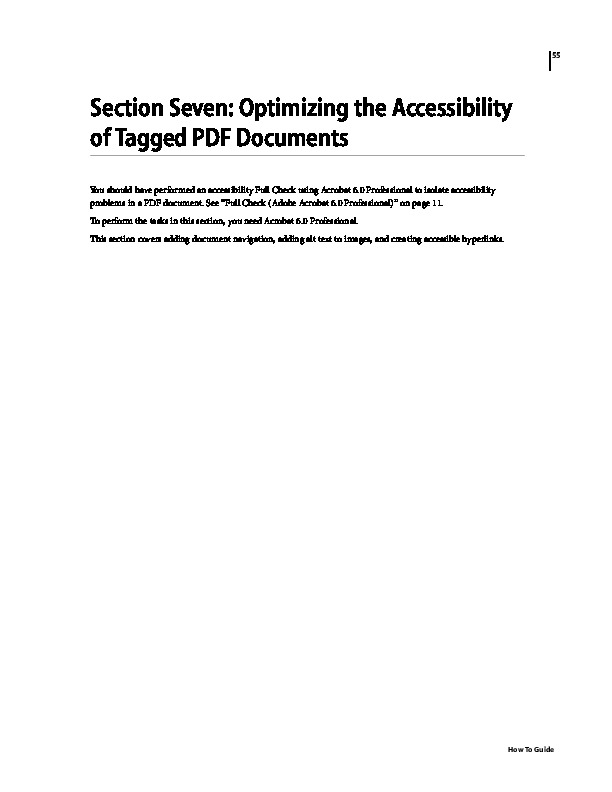 55
Section Seven: Optimizing the Accessibility
of Tagged PDF Documents
You should have performed an accessibility Full Check using Acrobat 6.0 Professional to isolate accessibility
problems in a PDF document. See "Full Check (Adobe Acrobat 6.0 Professional)" on page 11.
To perform the tasks in this section, you need Acrobat 6.0 Professional.
This section covers adding document navigation, adding alt text to images, and creating accessible hyperlinks.
How To Guide